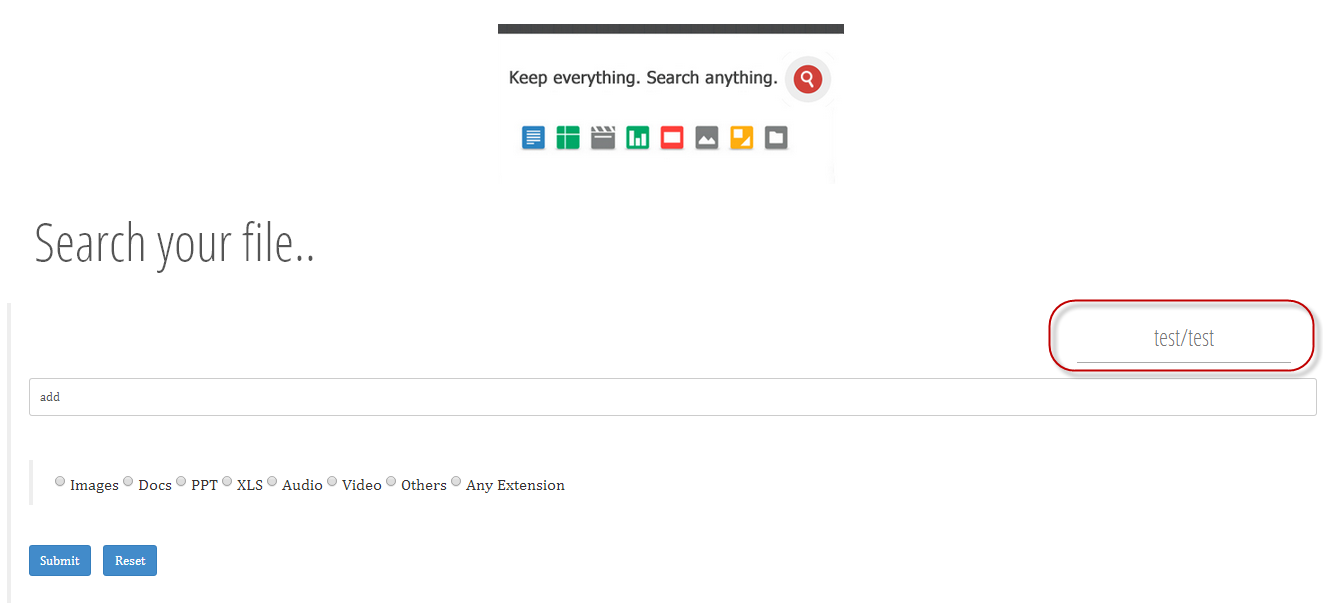 Keep everything. Search anything.
Search your file..
test/test
add
Images Docs PPT XLS Audio Video Others Any Extension
Submit Reset